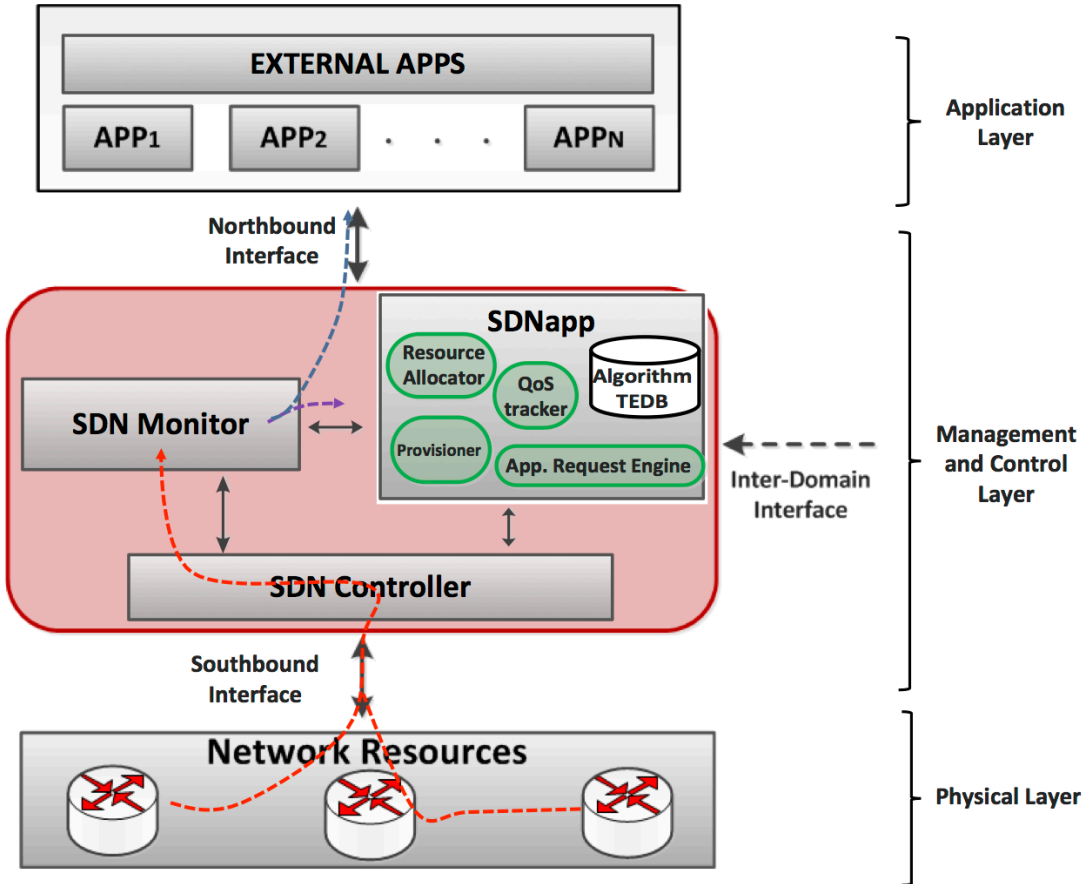 EXTERNAL APPS
APP1
APP2
. . .
APPN
Application
Layer
Northbound
Interface
SDNapp
Resource
Allocator
QoS
tracker
Algorithm
TEDB
Provisioner
App. Request Engine
SDN Monitor
SDN Controller
Inter-Domain
Interface
Management
and Control
Layer
Southbound
Interface
Network Resources
Physical Layer